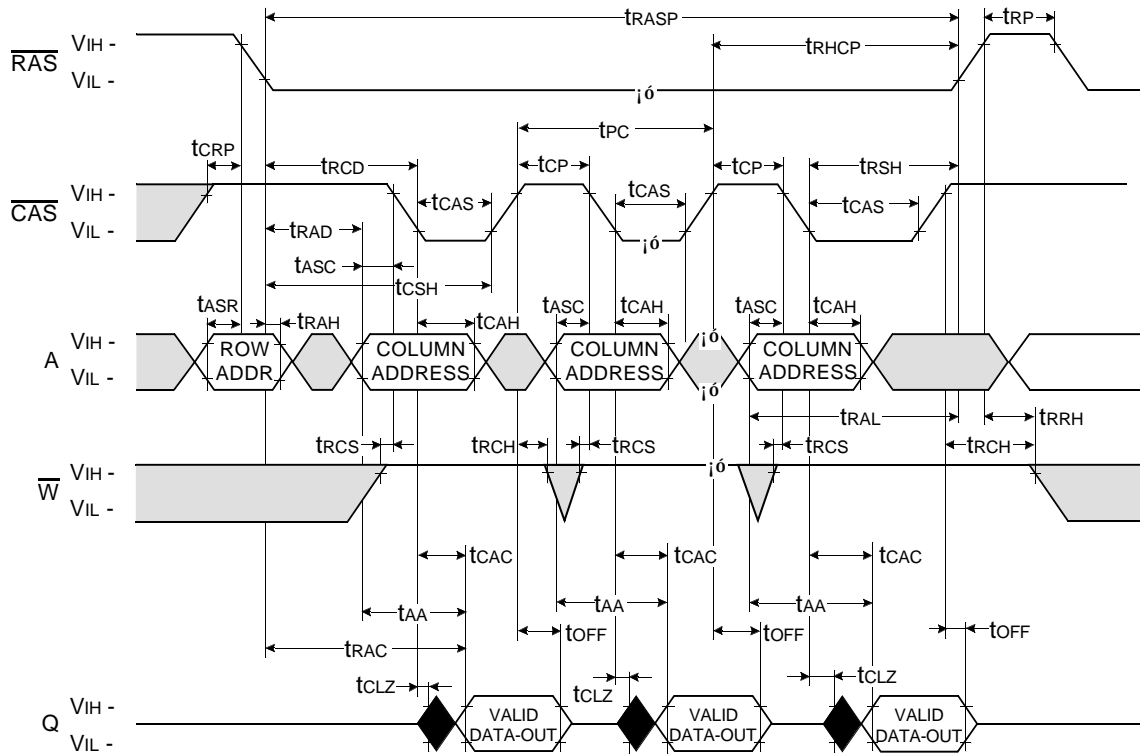 tRASP tRP
VIH -
RAS tRHCP
VIL -
¡ó
tPC
tCRP tRCD tCP tCP tRSH
VIH -
CAS tCAS tCAS tCAS
VIL -
¡ó
tRAD
tASC tCSH
tASR tRAH tCAH tASC tCAH tASC tCAH
VIH - ¡ó
A ROW ADDR COLUMN ADDRESS COLUMN ADDRESS COLUMN ADDRESS
VIL - ¡ó
tRAL tRRH
tRCS tRCH tRCS tRCS tRCH
VIH - ¡ó
W
VIL -
tCAC tCAC tCAC
tAA tAA tAA
tRAC tOFF tOFF tOFF
tCLZ tCLZ tCLZ
VIH -
Q VALID DATA-OUT VALID DATA-OUT VALID DATA-OUT
VIL -